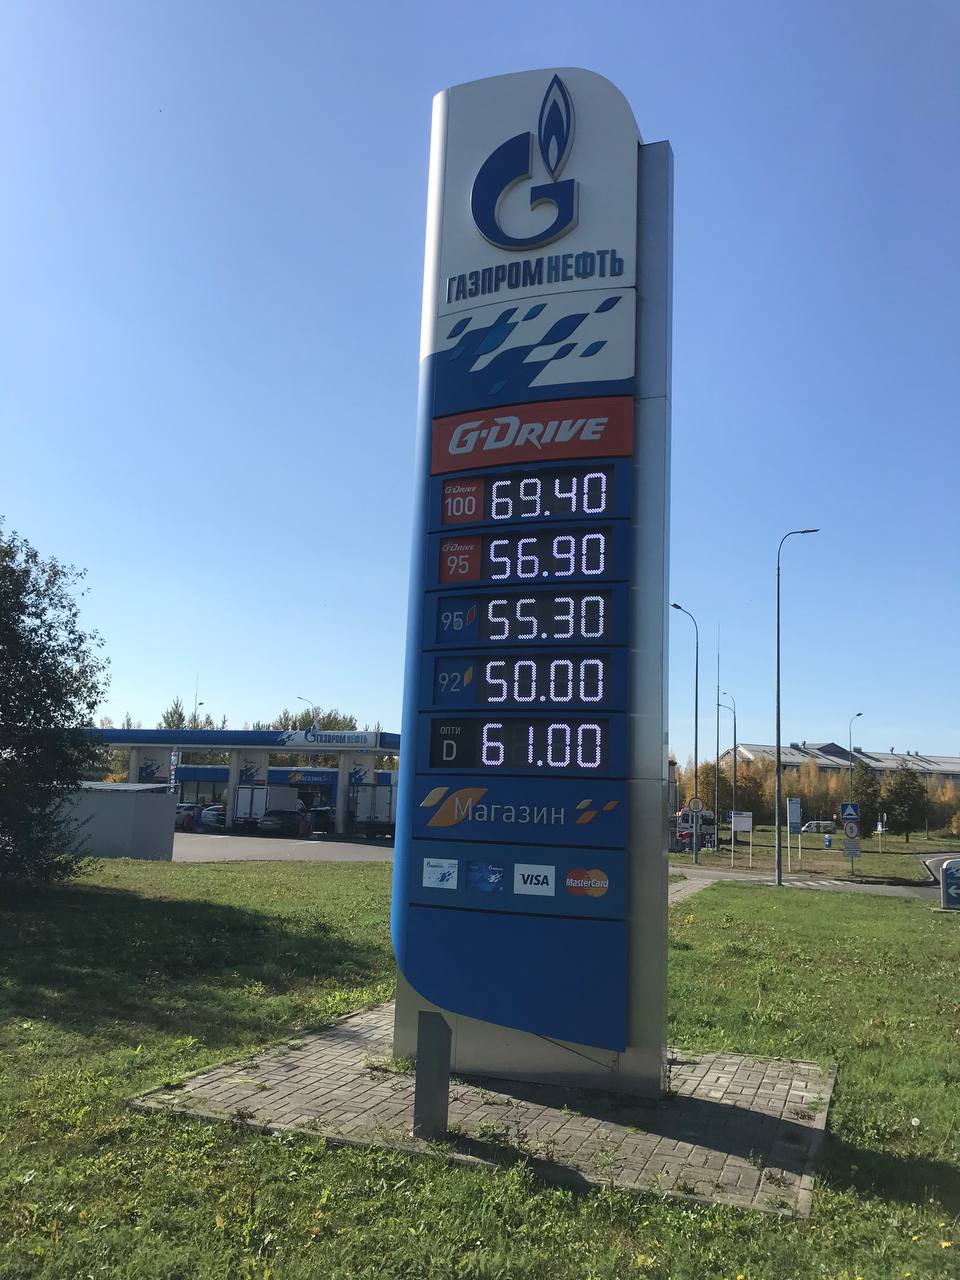 ГАЗПРОМНЕФТЬ
G-DRIVE
G-DRIVE 100 69.40
G-DRIVE 95 56.90
95 55.30
92 50.00
ОПТИ D 61.00
Магазин
VISA MasterCard
ГАЗПРОМНЕФТЬ
Магазин
5